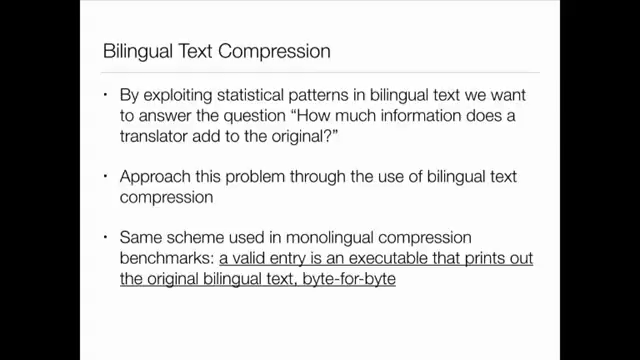 Bilingual Text Compression
• By exploiting statistical patterns in bilingual text we want
to answer the question “How much information does a
translator add to the original?”
• Approach this problem through the use of bilingual text
compression
• Same scheme used in monolingual compression
benchmarks: a valid entry is an executable that prints out
the original bilingual text, byte-for-byte